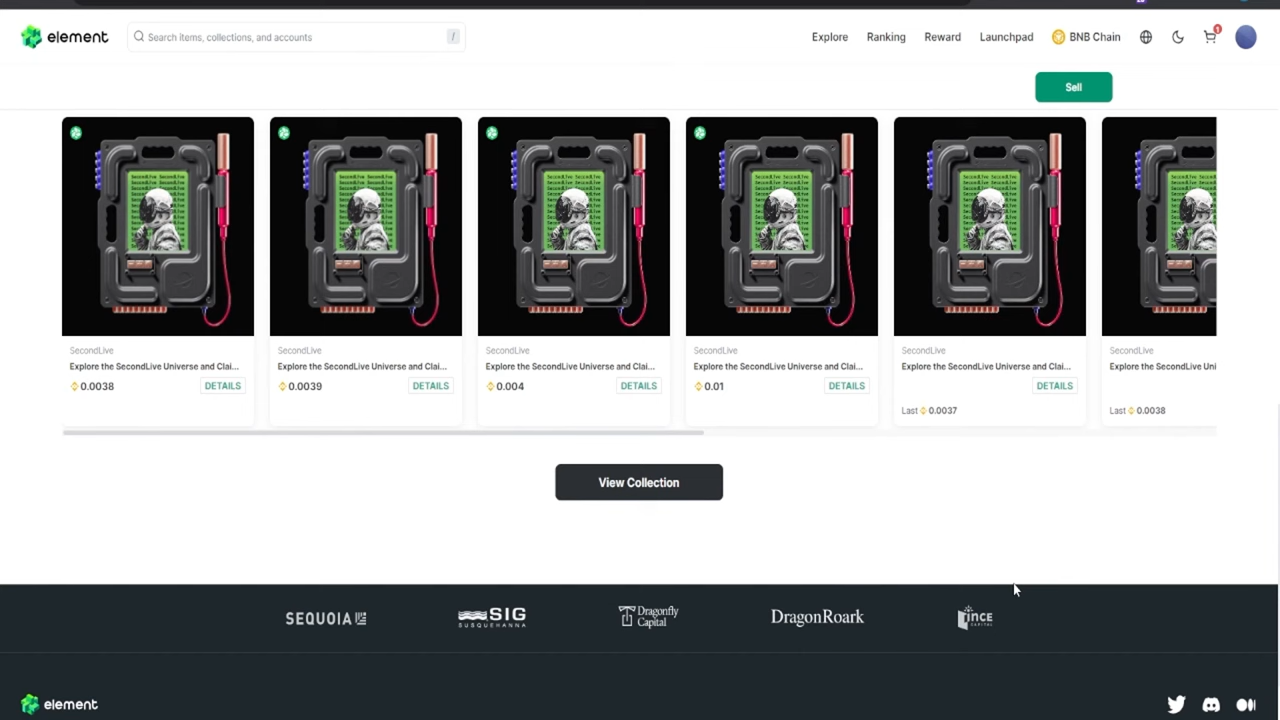 element
Search items, collections, and accounts
/
Explore
Ranking
Reward
Launchpad
BNB Chain
1
Sell
SecondLive
Explore the SecondLive Universe and Clai...
0.0038
DETAILS
SecondLive
Explore the SecondLive Universe and Clai...
0.0039
DETAILS
SecondLive
Explore the SecondLive Universe and Clai...
0.004
DETAILS
SecondLive
Explore the SecondLive Universe and Clai...
0.01
DETAILS
SecondLive
Explore the SecondLive Universe and Clai...
DETAILS
Last 0.0037
SecondLive
Explore the SecondLive Uni
Last 0.0038
View Collection
SEQUOIA
SIG
SUSQUEHANNA
Dragonfly
Capital
DragonRoark
INCE
CAPITAL
element